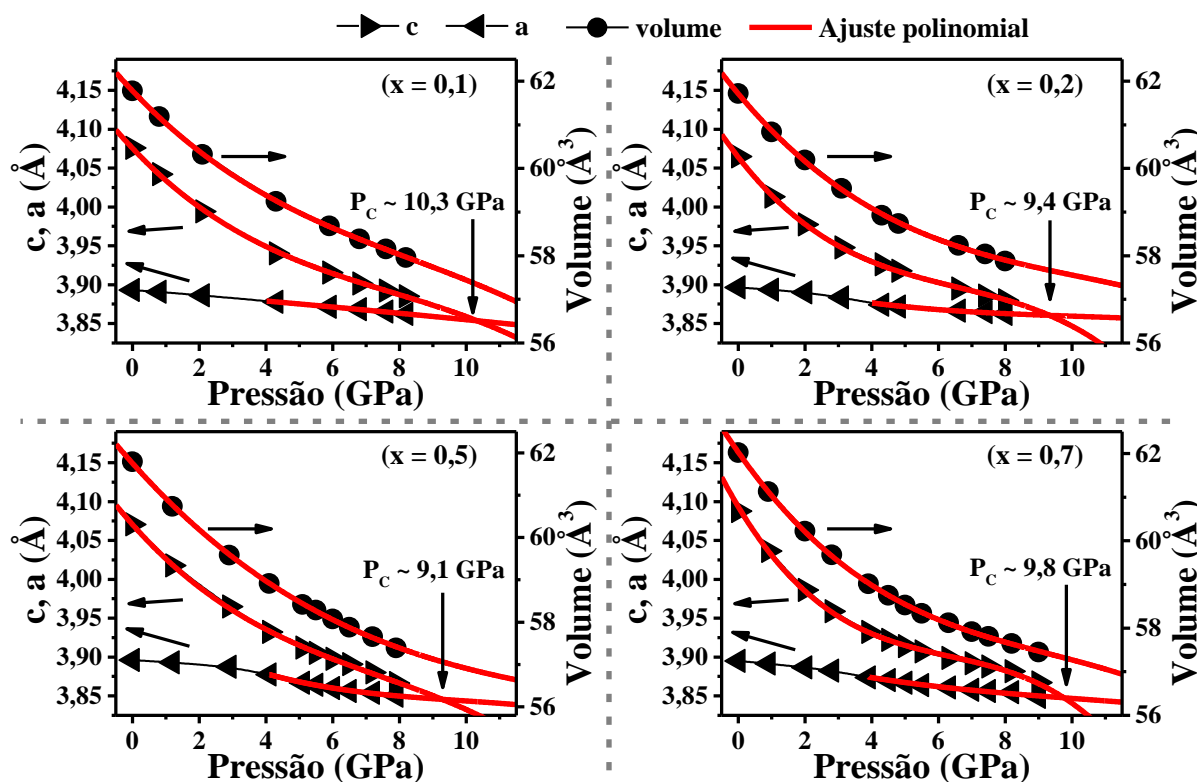 c a volume Ajuste polinomial
(x = 0,1)
4,15
4,10
4,05
4,00
3,95
3,90
3,85
c, a (Å)
62
60
58
56
Volume (Å³)
P_C ~ 10,3 GPa
0 2 4 6 8 10
Pressão (GPa)
(x = 0,2)
4,15
4,10
4,05
4,00
3,95
3,90
3,85
c, a (Å)
62
60
58
56
Volume (Å³)
P_C ~ 9,4 GPa
0 2 4 6 8 10
Pressão (GPa)
(x = 0,5)
4,15
4,10
4,05
4,00
3,95
3,90
3,85
c, a (Å)
62
60
58
56
Volume (Å³)
P_C ~ 9,1 GPa
0 2 4 6 8 10
Pressão (GPa)
(x = 0,7)
4,15
4,10
4,05
4,00
3,95
3,90
3,85
c, a (Å)
62
60
58
56
Volume (Å³)
P_C ~ 9,8 GPa
0 2 4 6 8 10
Pressão (GPa)